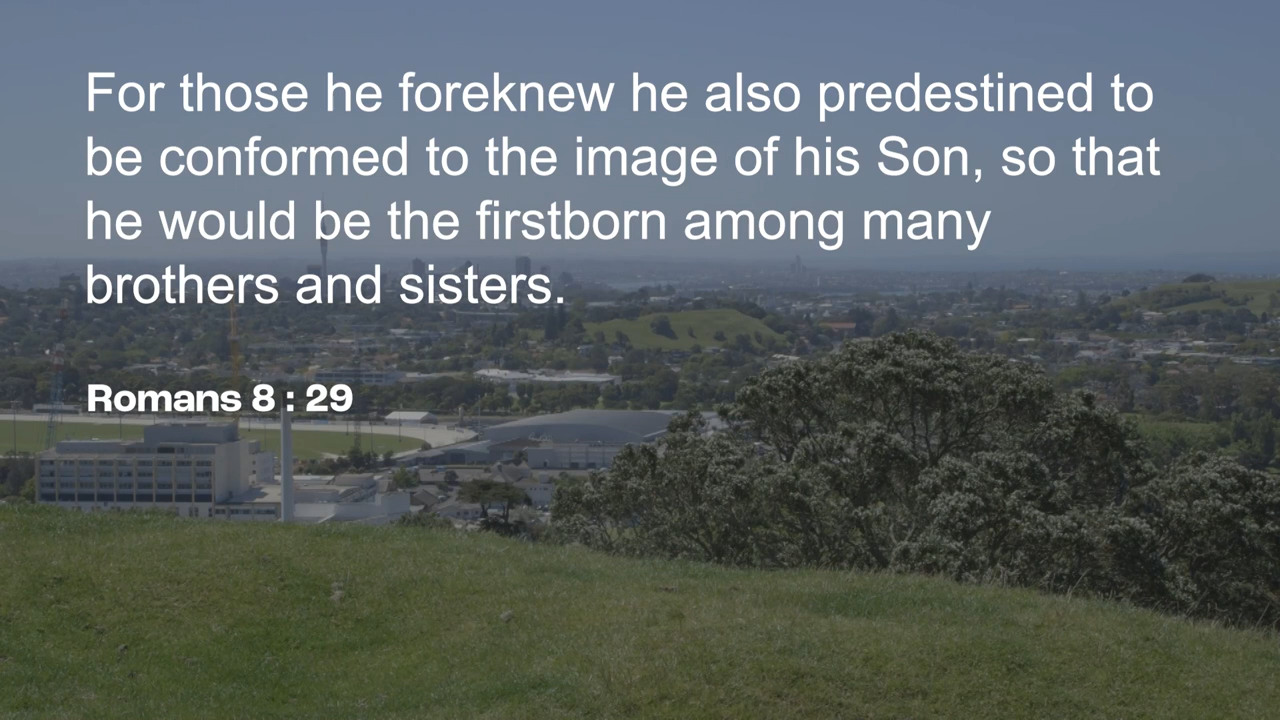 For those he foreknew he also predestined to
be conformed to the image of his Son, so that
he would be the firstborn among many
brothers and sisters.
Romans 8 : 29